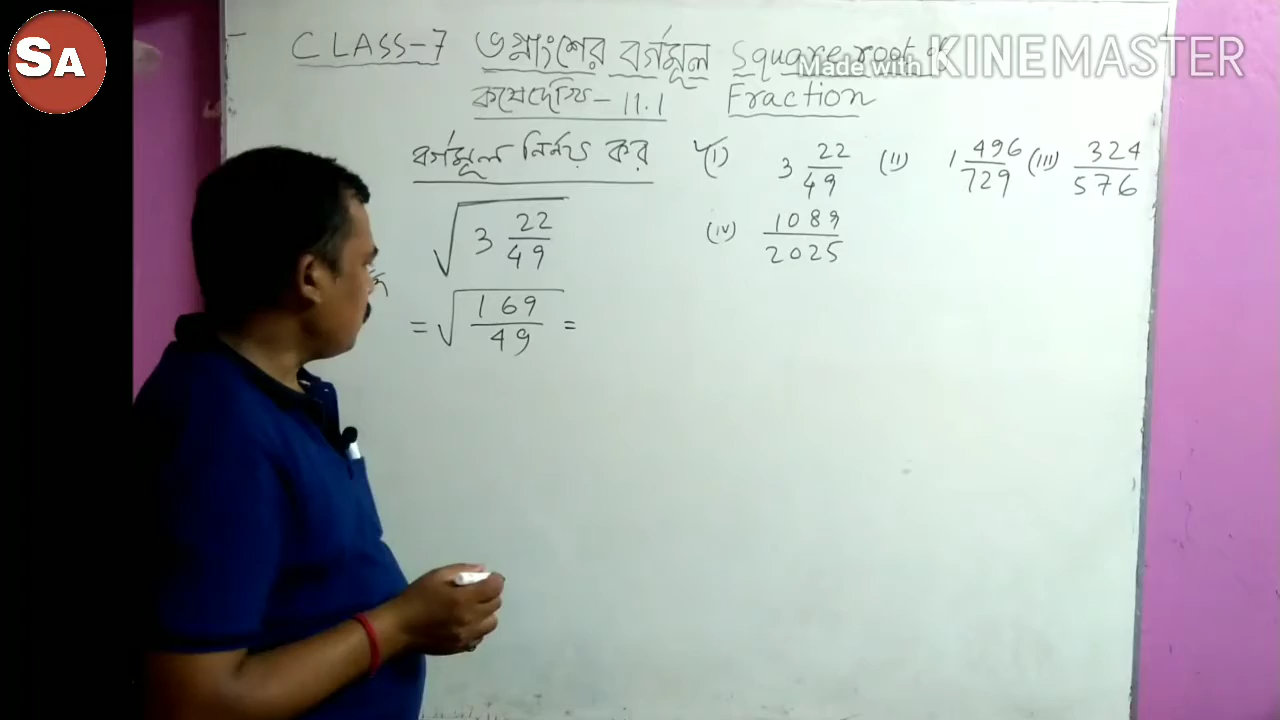 SA
CLASS-7 ভগ্নাংশের বর্গমূল Square root of
Made with KINEMASTER
কষেদেখি-11.1 Fraction
বর্গমূল নির্নয় কর (i) 3 22/49 (ii) 1 496/729 (iii) 324/576
(iv) 1089/2025
√3 22/49
= √169/49 =